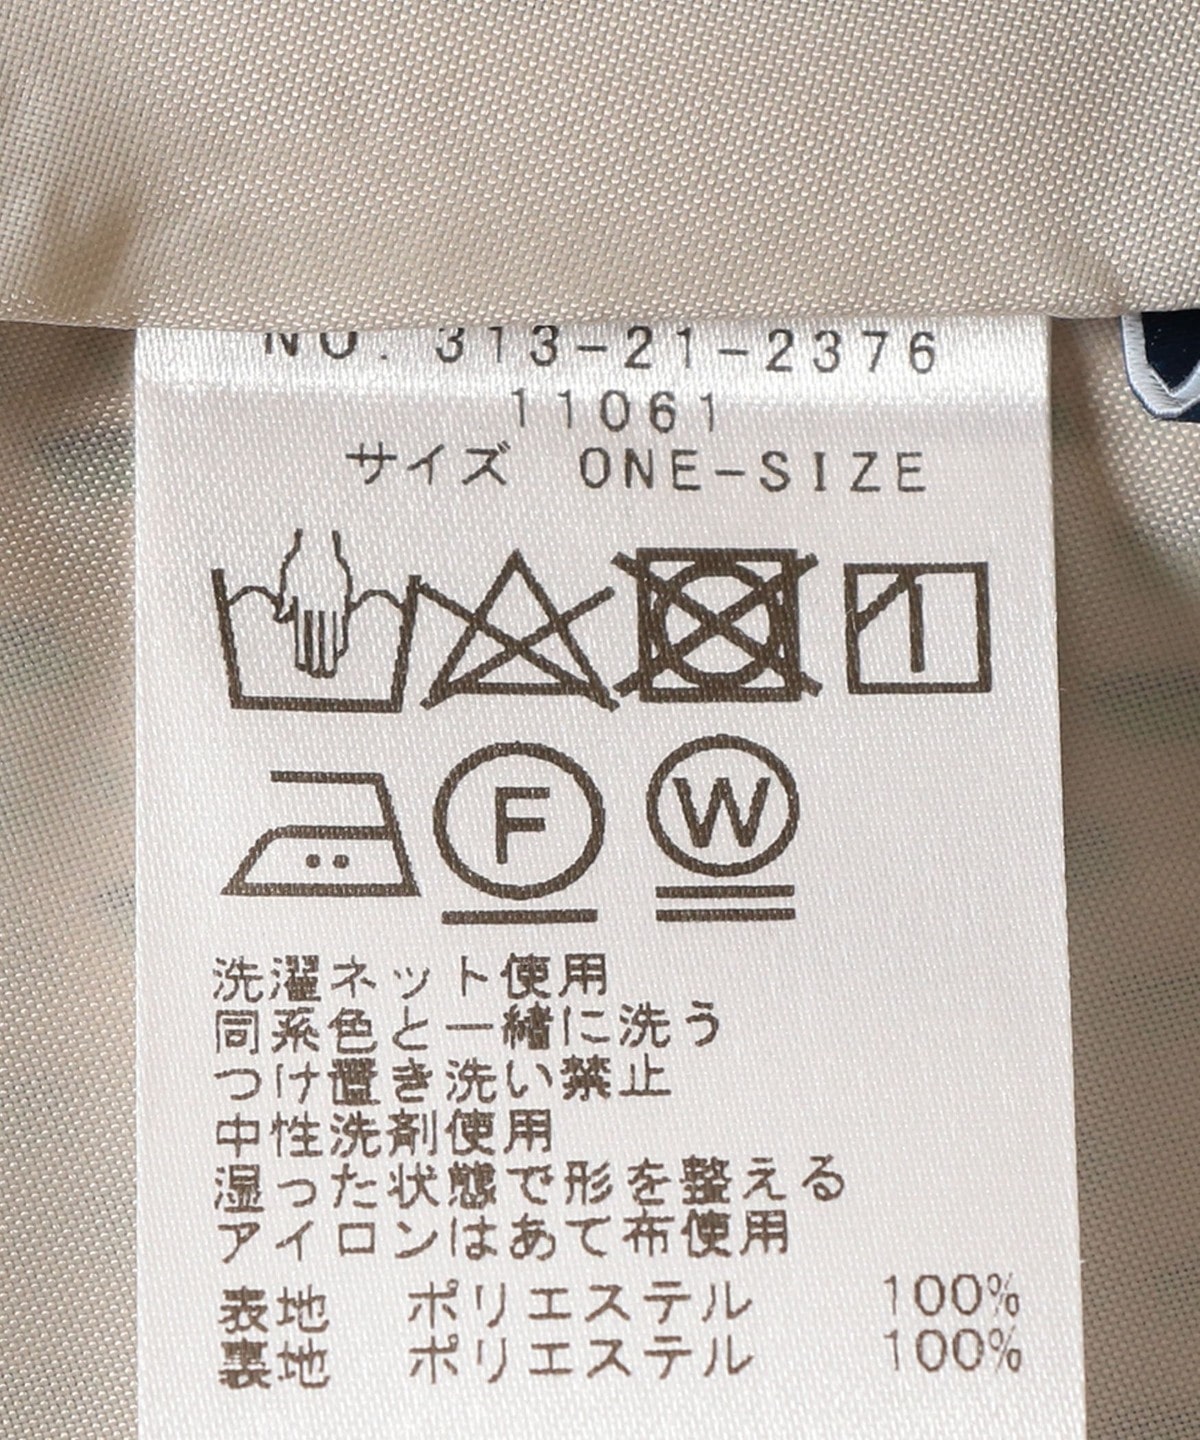 NO. 313-21-2376
11061
サイズ ONE-SIZE
F
W
洗濯ネット使用
同系色と一緒に洗う
つけ置き洗い禁止
中性洗剤使用
湿った状態で形を整える
アイロンはあて布使用
表地 ポリエステル 100%
裏地 ポリエステル 100%